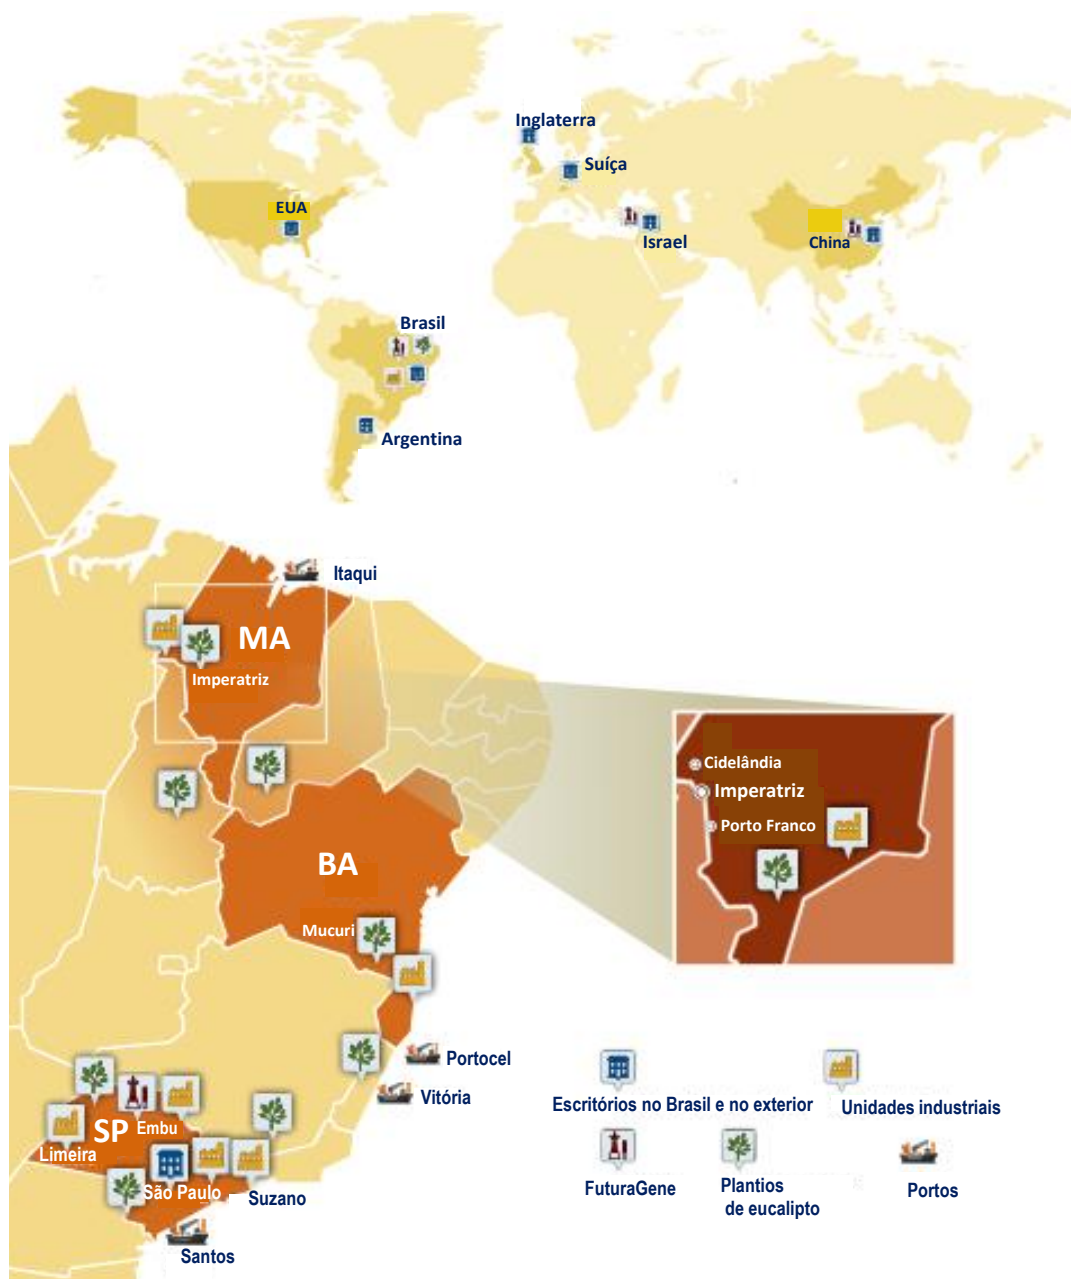 Inglaterra
Suíça
EUA
Israel
China
Brasil
Argentina
Itaqui
MA
Imperatriz
Cidelândia
Imperatriz
Porto Franco
BA
Mucuri
Portocel
Vitória
SP
Embu
Limeira
São Paulo
Suzano
Santos
Escritórios no Brasil e no exterior
Unidades industriais
FuturaGene
Plantios
de eucalipto
Portos